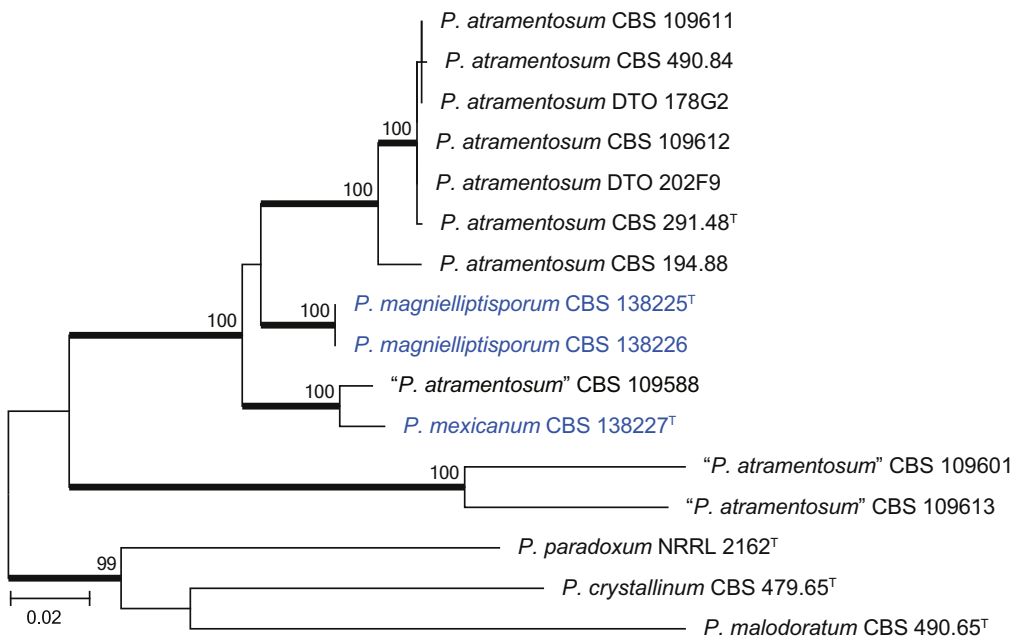 P. atramentosum CBS 109611
P. atramentosum CBS 490.84
P. atramentosum DTO 178G2
100
P. atramentosum CBS 109612
P. atramentosum DTO 202F9
100
P. atramentosum CBS 291.48ᵀ
P. atramentosum CBS 194.88
P. magnielliptisporum CBS 138225ᵀ
100
100
P. magnielliptisporum CBS 138226
“P. atramentosum” CBS 109588
100
P. mexicanum CBS 138227ᵀ
“P. atramentosum” CBS 109601
100
“P. atramentosum” CBS 109613
P. paradoxum NRRL 2162ᵀ
99
P. crystallinum CBS 479.65ᵀ
0.02
P. malodoratum CBS 490.65ᵀ